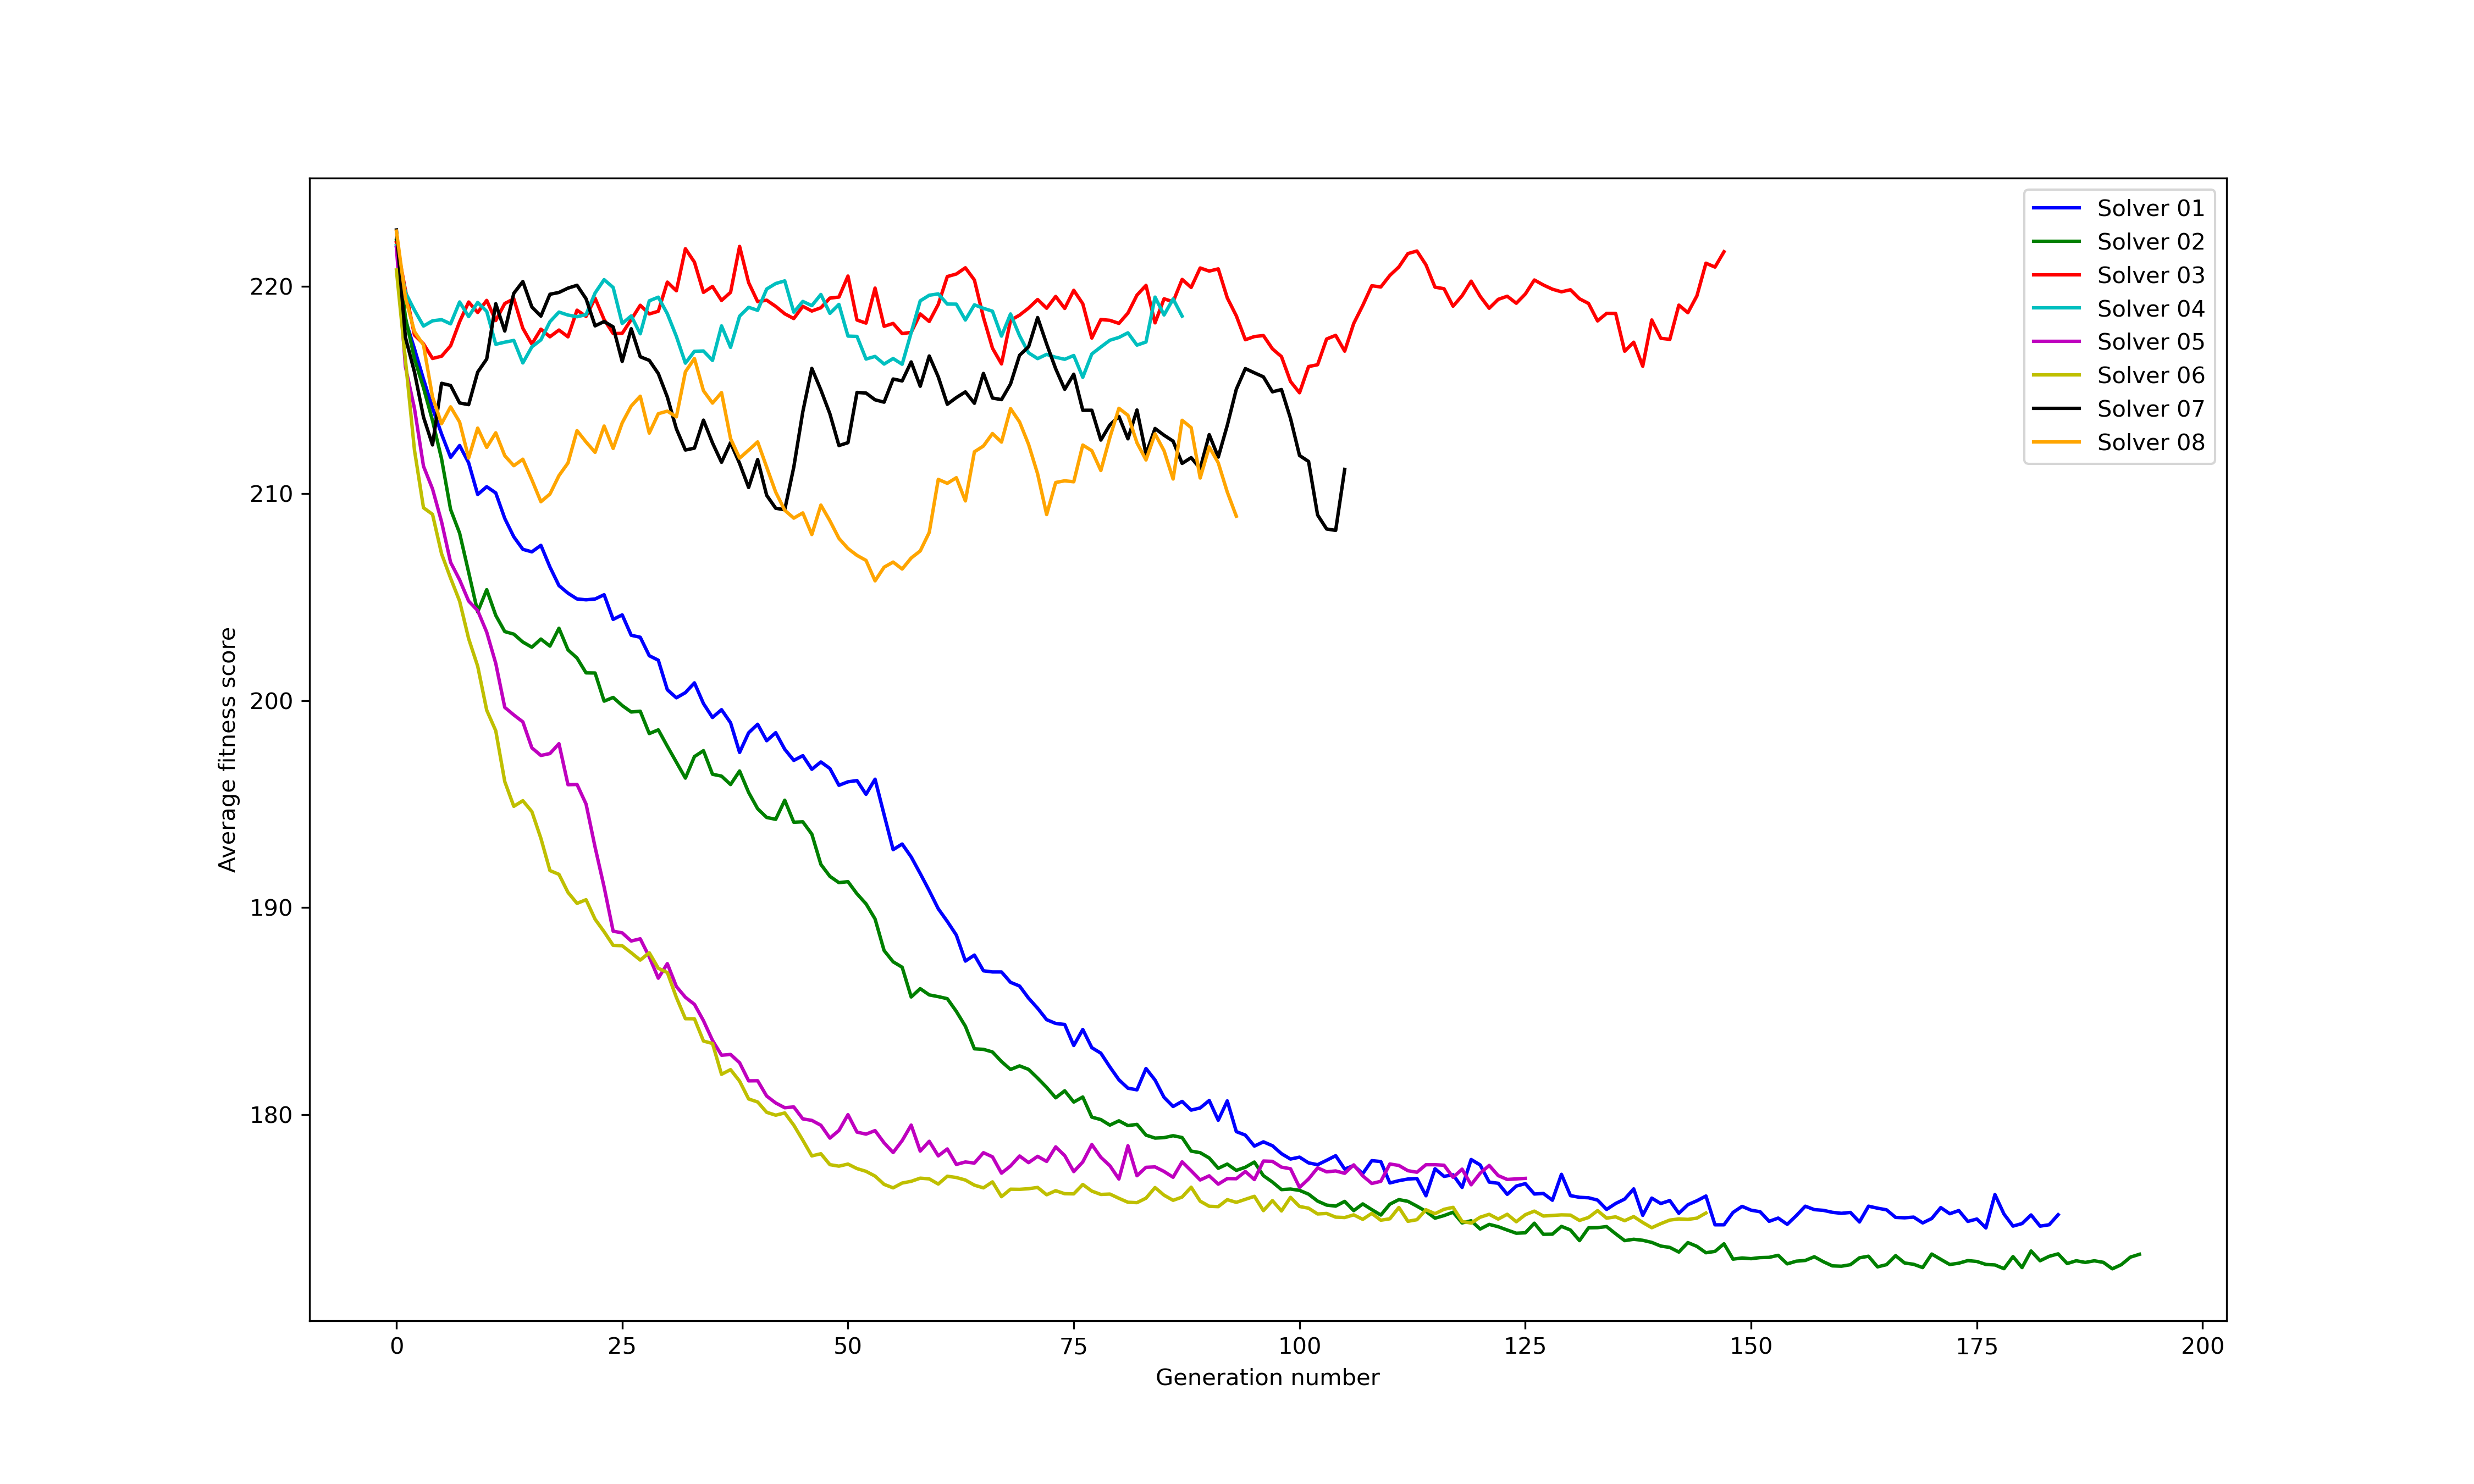 Solver 01
Solver 02
Solver 03
Solver 04
Solver 05
Solver 06
Solver 07
Solver 08
220
210
200
190
180
Average fitness score
0 25 50 75 100 125 150 175 200
Generation number